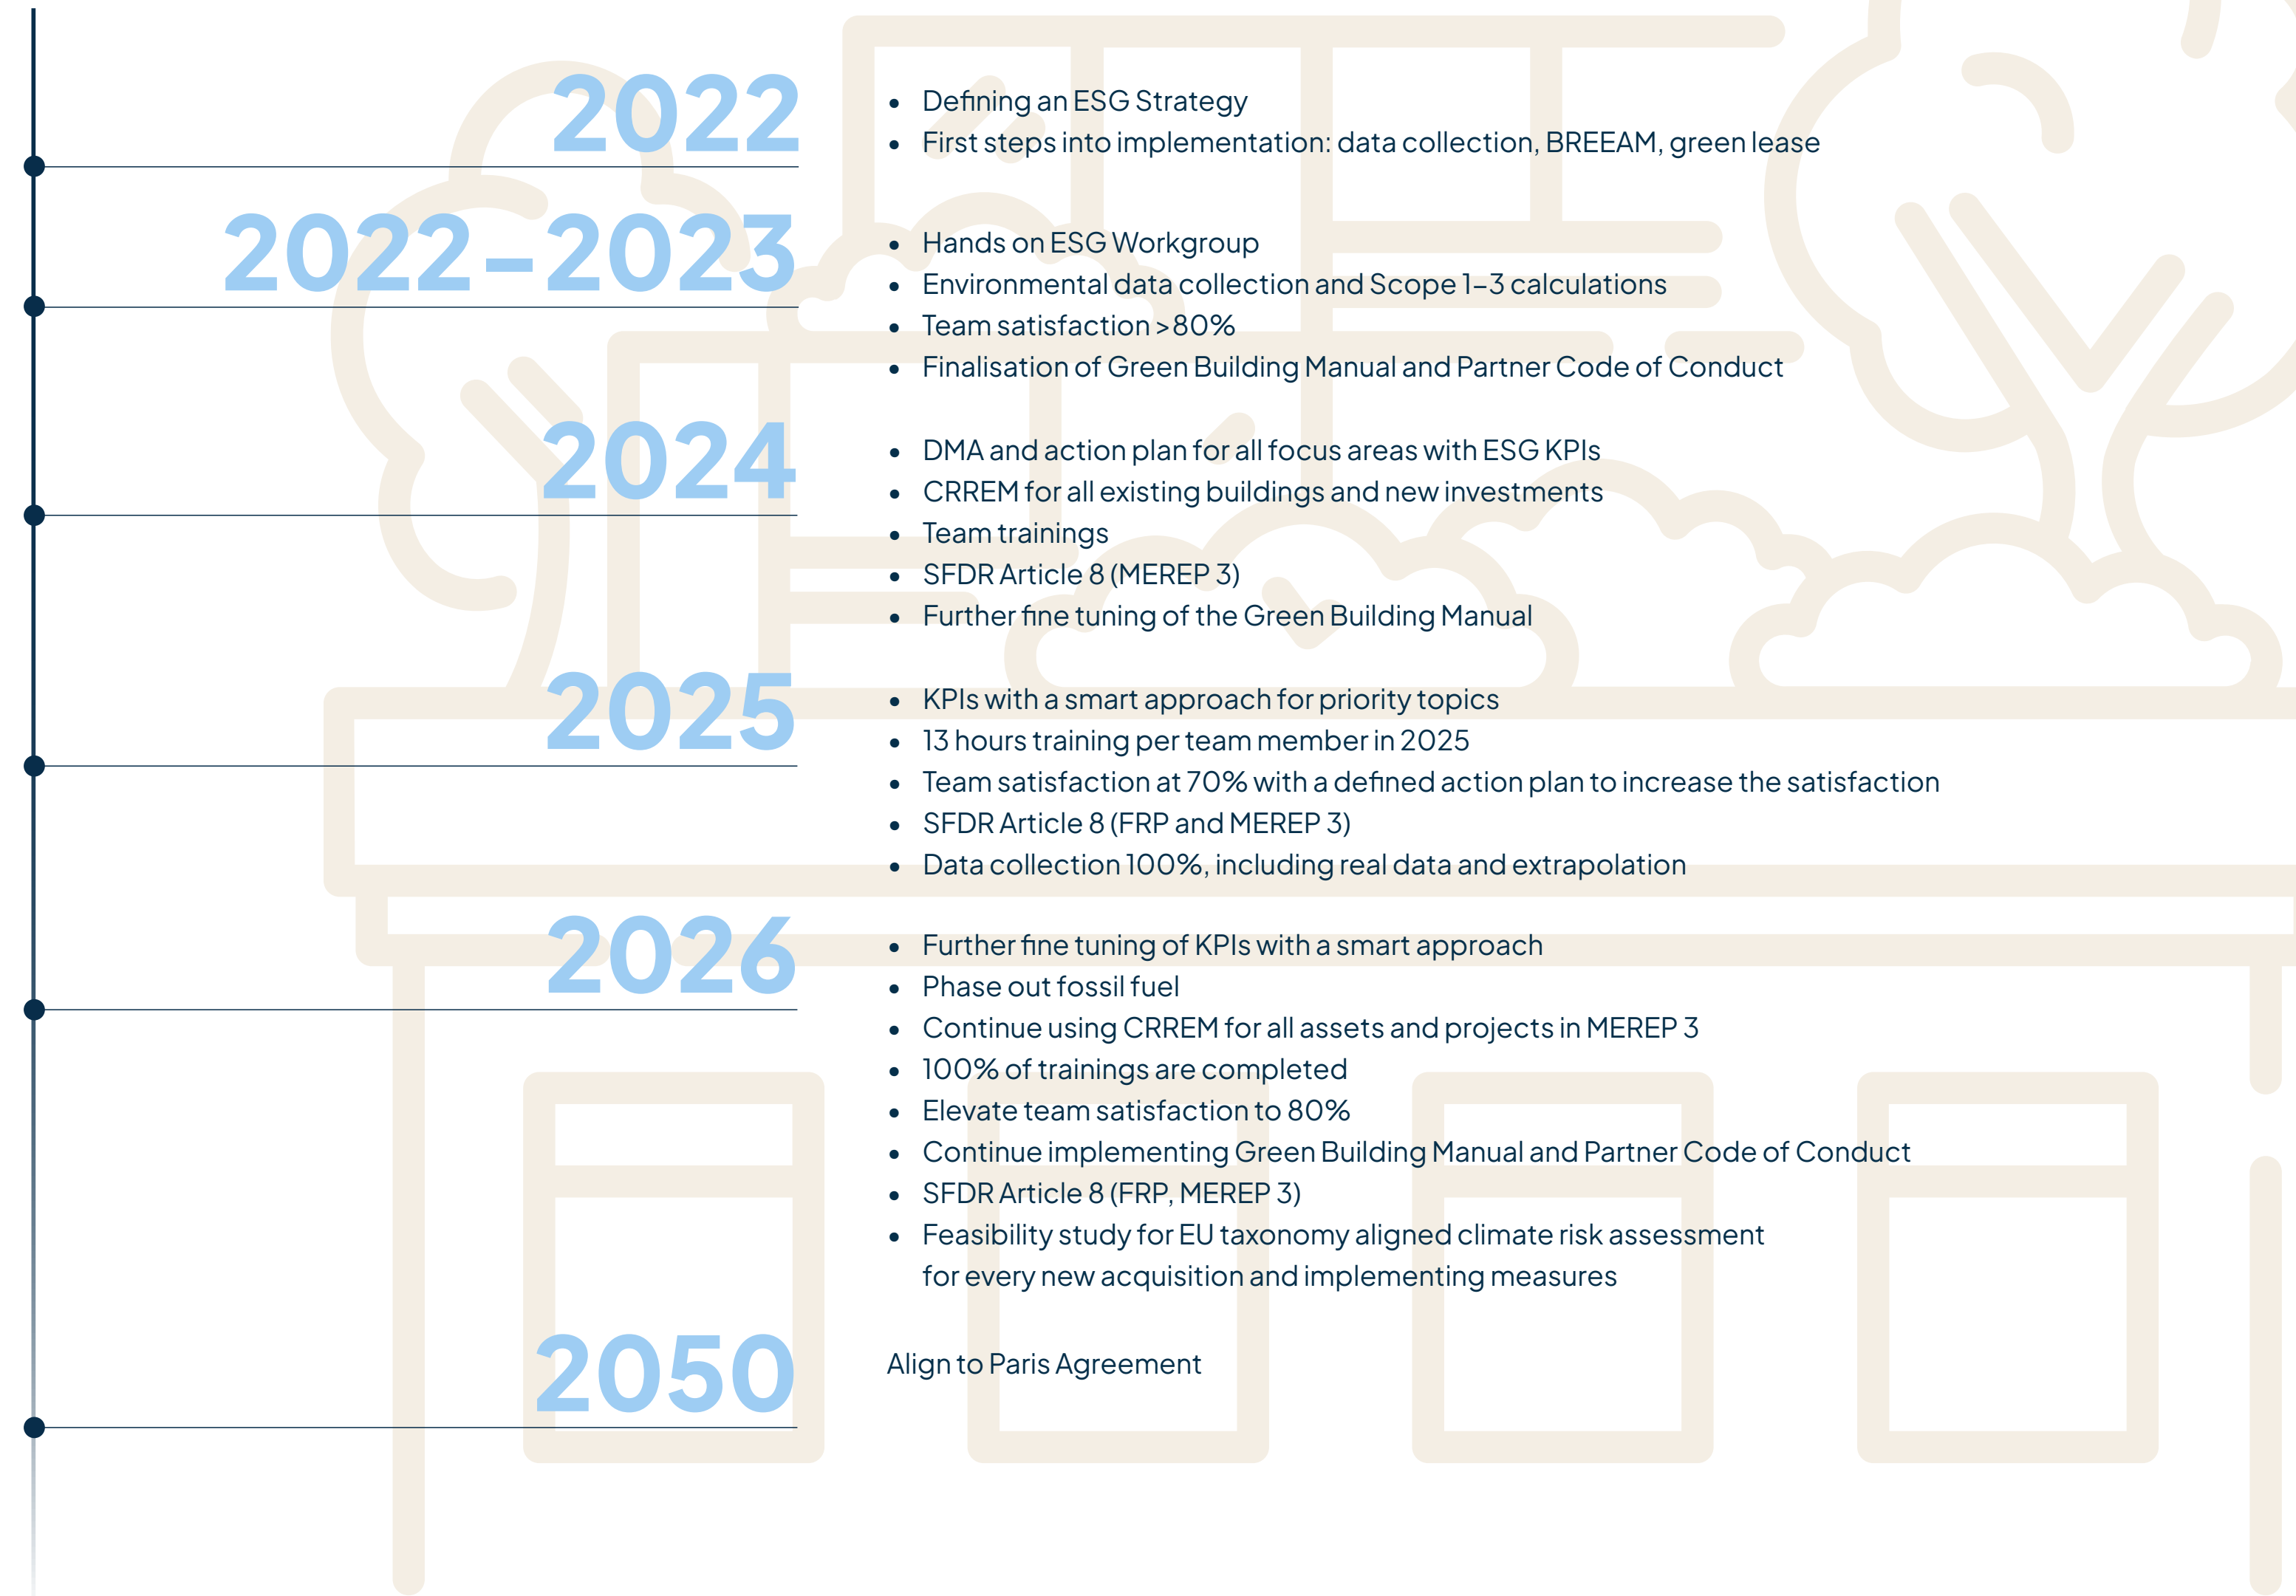 2022
• Defining an ESG Strategy
• First steps into implementation: data collection, BREEAM, green lease
2022–2023
• Hands on ESG Workgroup
• Environmental data collection and Scope 1–3 calculations
• Team satisfaction >80%
• Finalisation of Green Building Manual and Partner Code of Conduct
2024
• DMA and action plan for all focus areas with ESG KPIs
• CRREM for all existing buildings and new investments
• Team trainings
• SFDR Article 8 (MEREP 3)
• Further fine tuning of the Green Building Manual
2025
• KPIs with a smart approach for priority topics
• 13 hours training per team member in 2025
• Team satisfaction at 70% with a defined action plan to increase the satisfaction
• SFDR Article 8 (FRP and MEREP 3)
• Data collection 100%, including real data and extrapolation
2026
• Further fine tuning of KPIs with a smart approach
• Phase out fossil fuel
• Continue using CRREM for all assets and projects in MEREP 3
• 100% of trainings are completed
• Elevate team satisfaction to 80%
• Continue implementing Green Building Manual and Partner Code of Conduct
• SFDR Article 8 (FRP, MEREP 3)
• Feasibility study for EU taxonomy aligned climate risk assessment
for every new acquisition and implementing measures
2050
Align to Paris Agreement